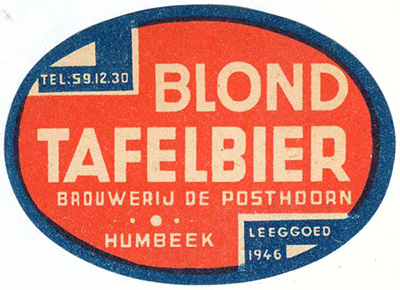 TEL:59.12.30
BLOND
TAFELBIER
BROUWERIJ DE POSTHOORN
HUMBEEK
LEEGGOED
1946